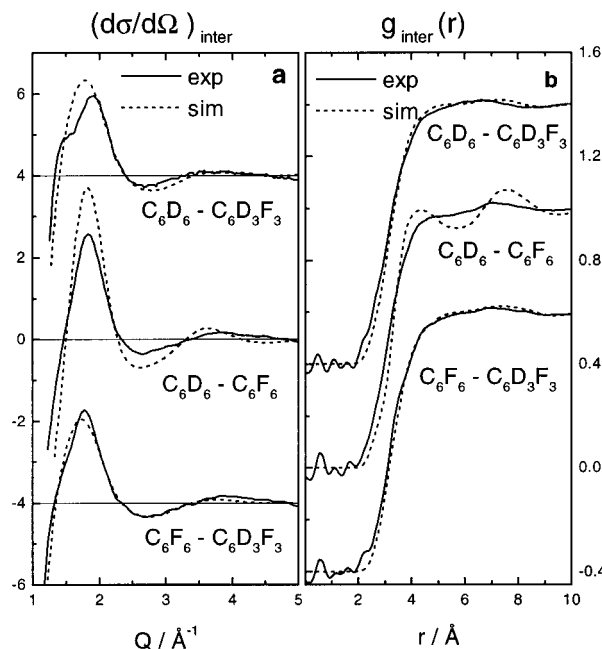 (dσ/dΩ)inter
ginter(r)
a
exp
sim
C6D6 - C6D3F3
C6D6 - C6F6
C6F6 - C6D3F3
6
4
2
0
-2
-4
-6
1
2
3
4
5
Q / Å-1
b
exp
sim
C6D6 - C6D3F3
C6D6 - C6F6
C6F6 - C6D3F3
1.6
1.2
0.8
0.4
0.0
-0.4
2
4
6
8
10
r / Å